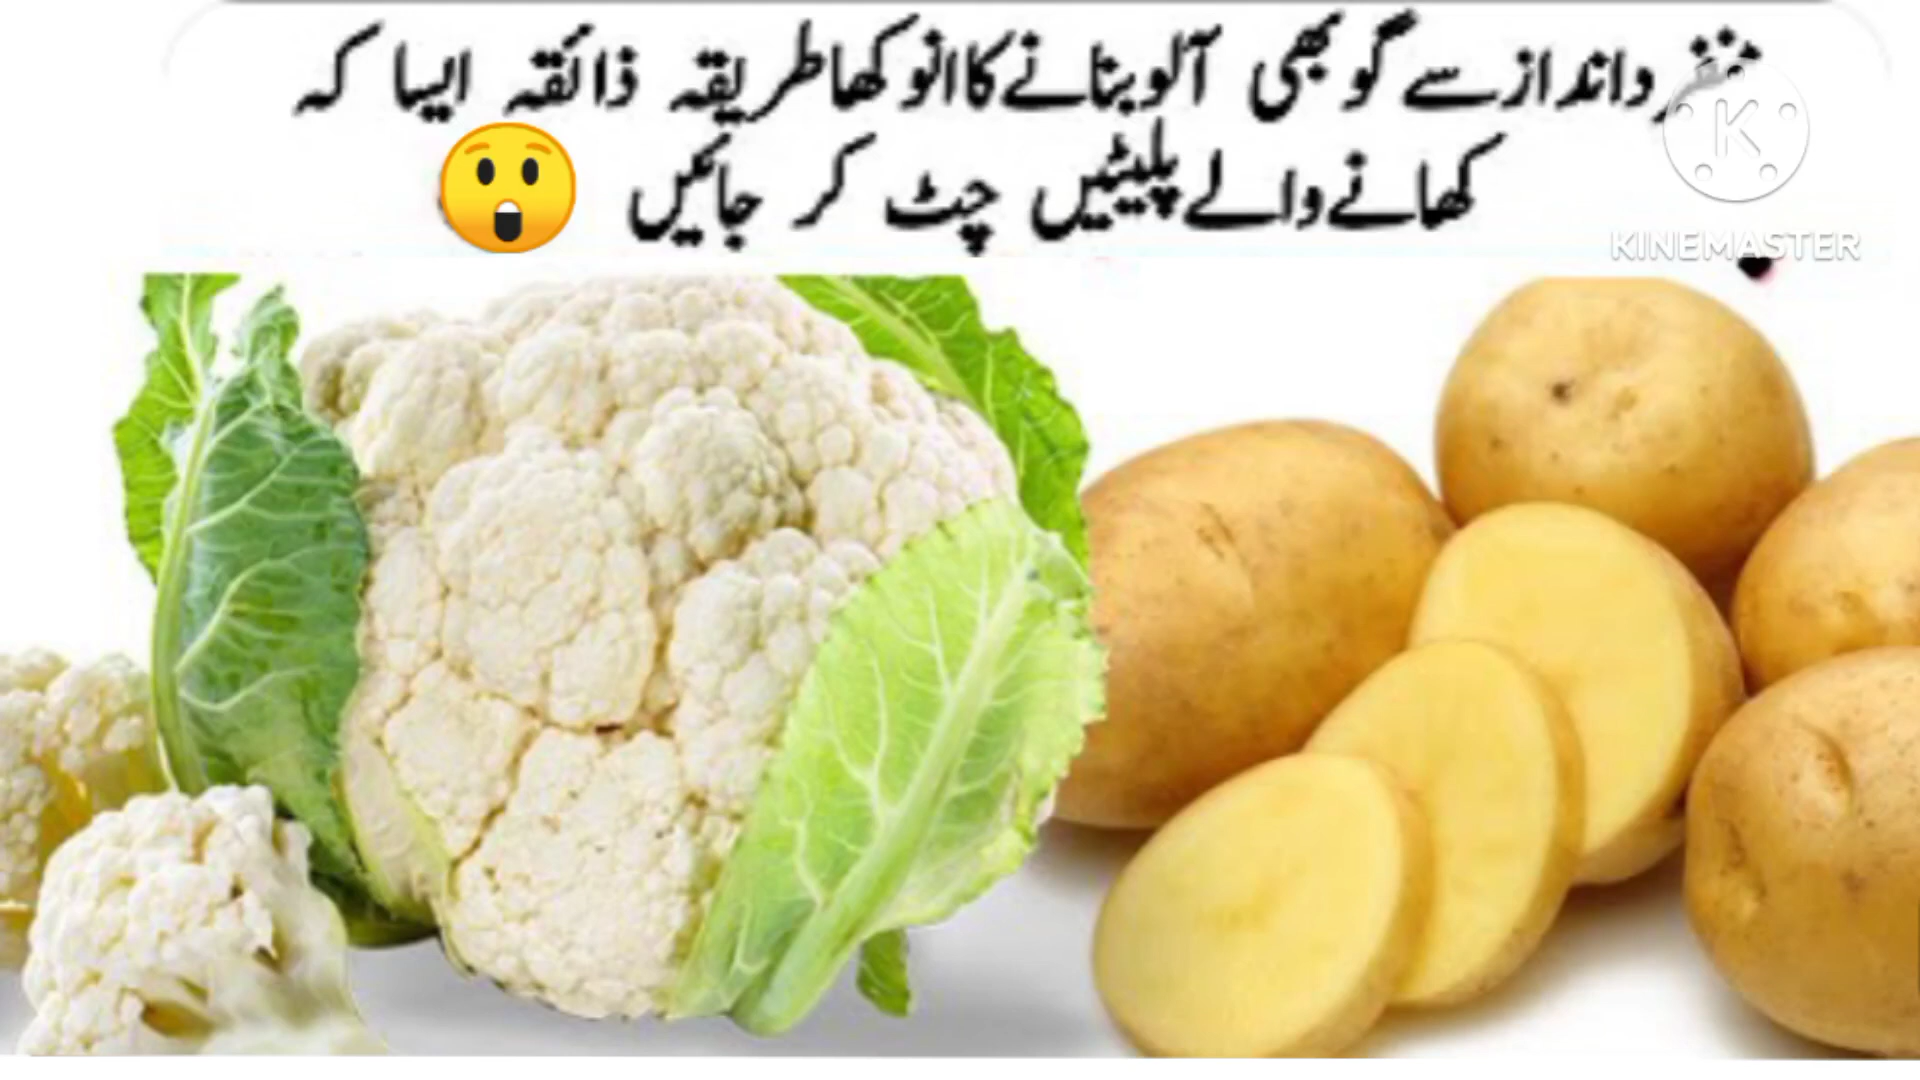 منفرد انداز سے گوبھی آلو بنانے کا انوکھا طریقہ ذائقہ ایسا کہ
کھانے والے پلیٹیں چٹ کر جائیں
K
KINEMASTER